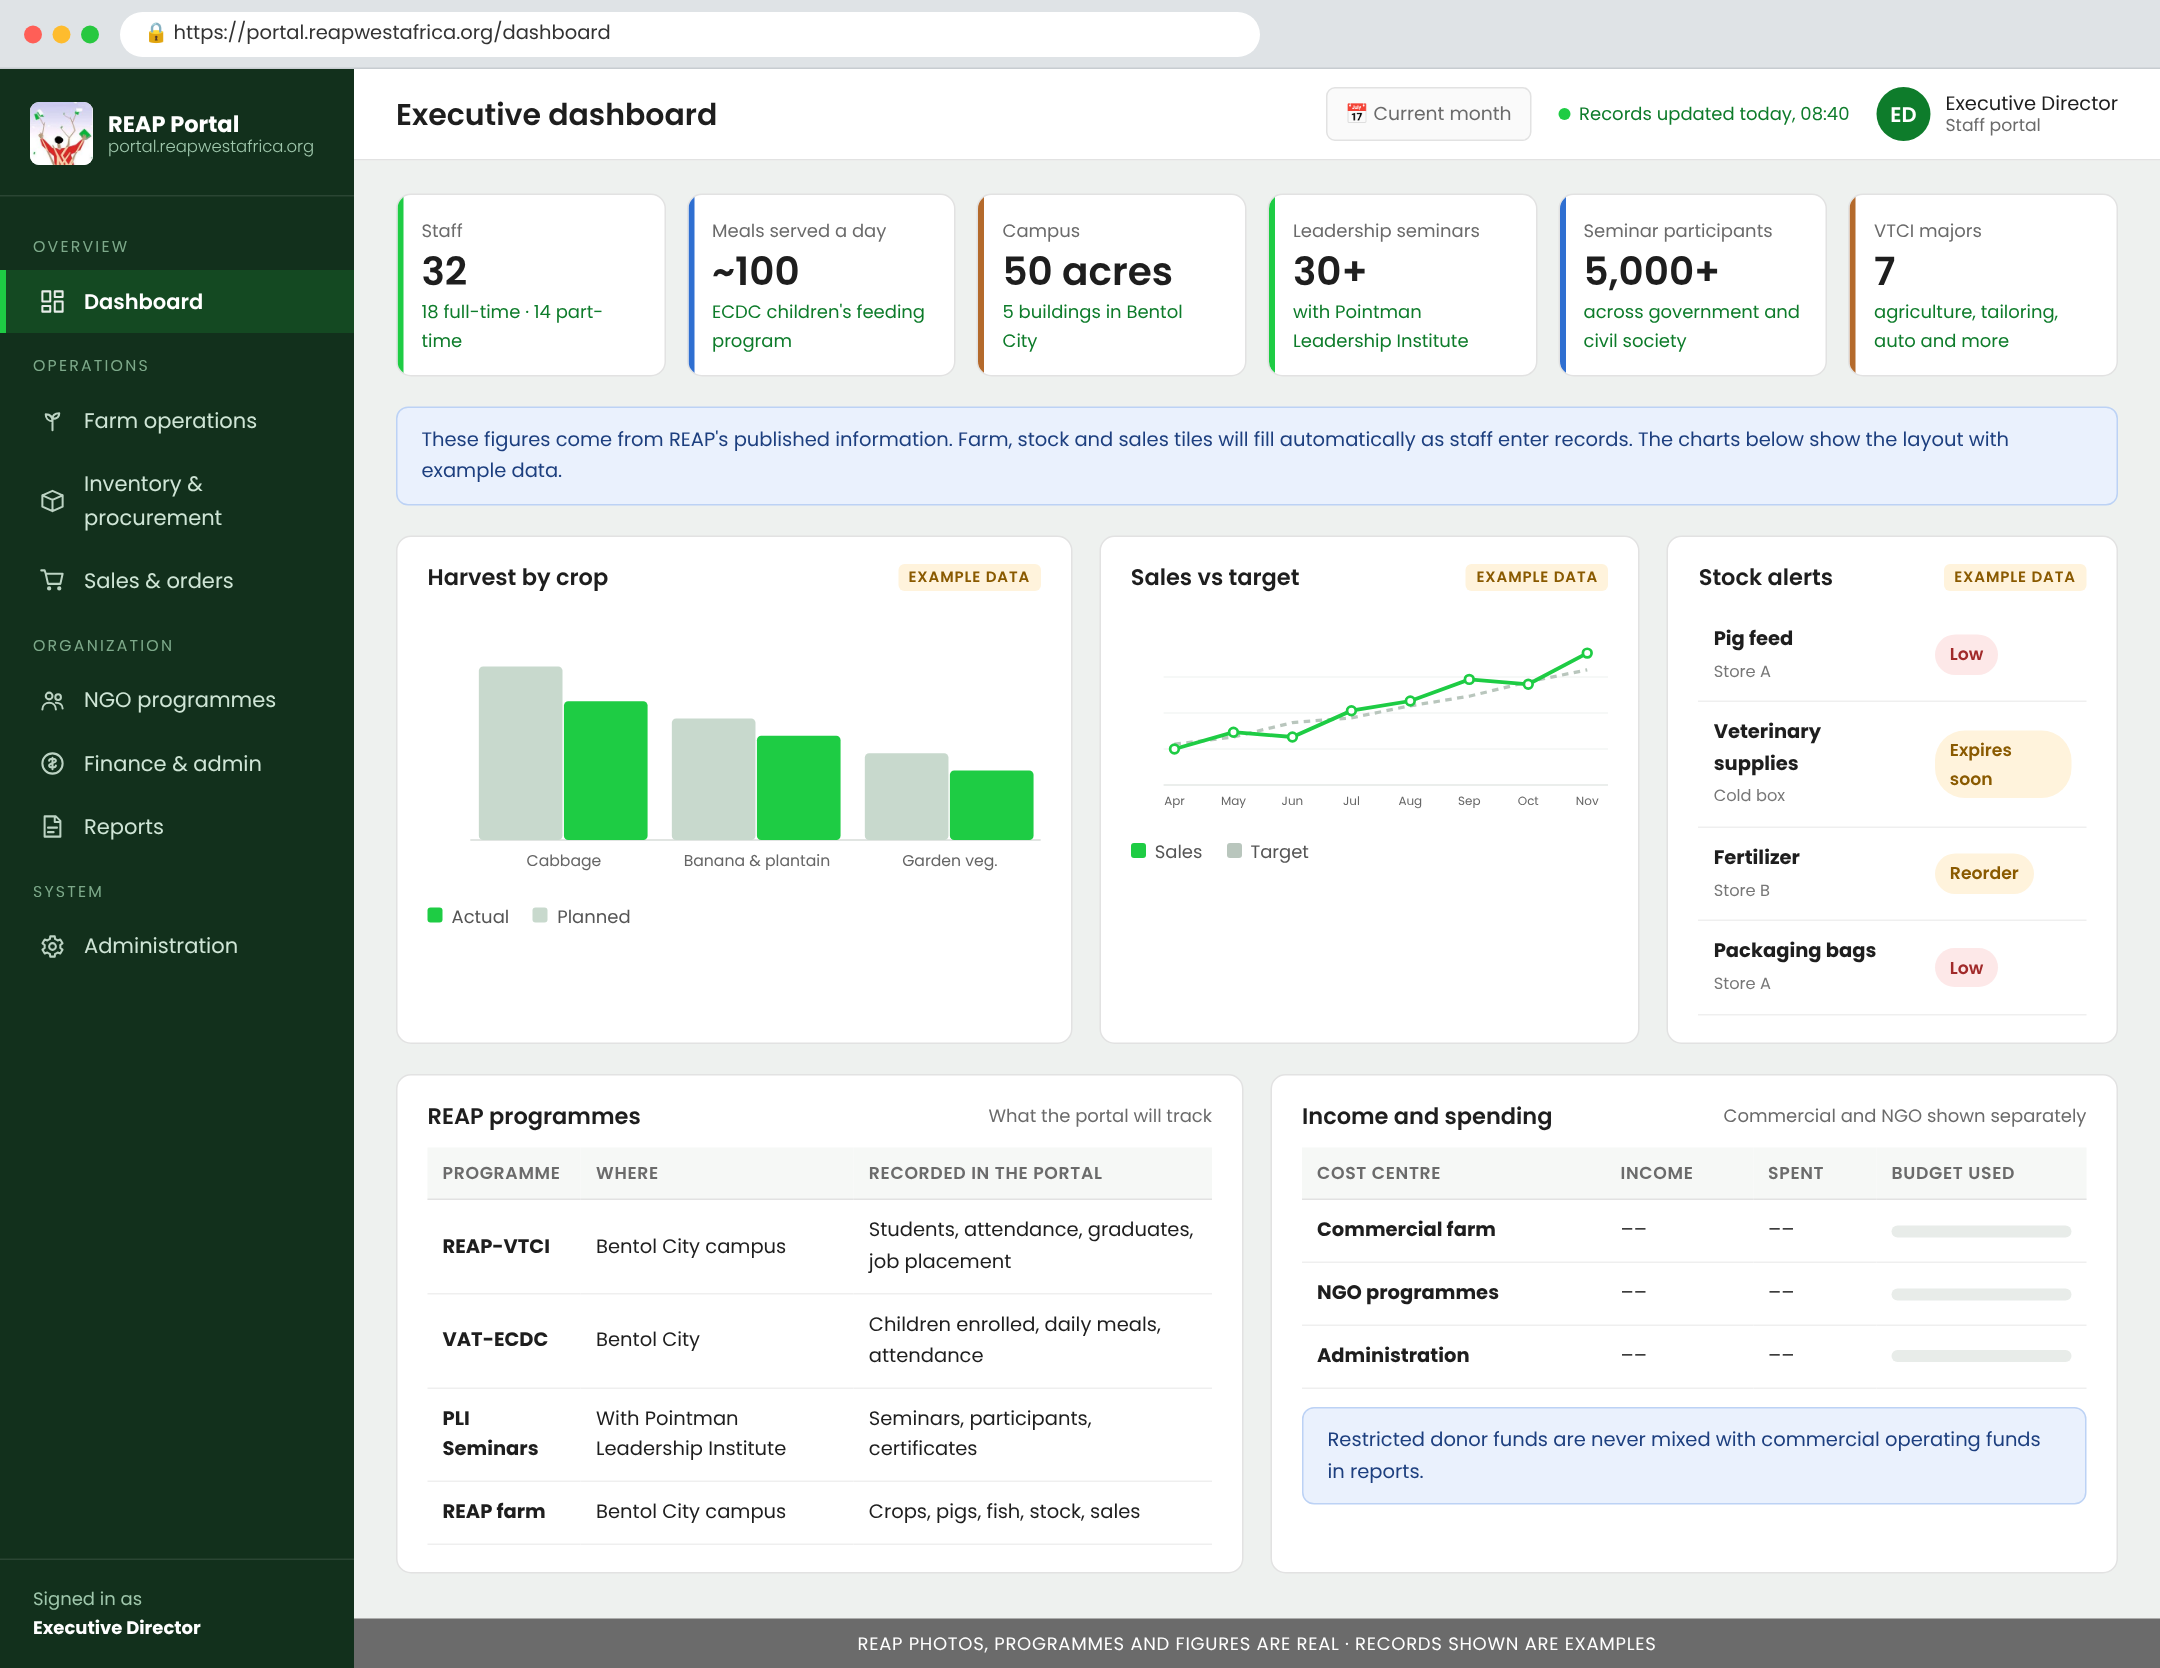 https://portal.reapwestafrica.org/dashboard
REAP Portal
portal.reapwestafrica.org
OVERVIEW
Dashboard
OPERATIONS
Farm operations
Inventory &
procurement
Sales & orders
ORGANIZATION
NGO programmes
Finance & admin
Reports
SYSTEM
Administration
Signed in as
Executive Director
Executive dashboard
Current month
Records updated today, 08:40
ED
Executive Director
Staff portal
Staff
32
18 full-time · 14 part-
time
Meals served a day
~100
ECDC children's feeding
program
Campus
50 acres
5 buildings in Bentol
City
Leadership seminars
30+
with Pointman
Leadership Institute
Seminar participants
5,000+
across government and
civil society
VTCI majors
7
agriculture, tailoring,
auto and more
These figures come from REAP's published information. Farm, stock and sales tiles will fill automatically as staff enter records. The charts below show the layout with
example data.
Harvest by crop
EXAMPLE DATA
Cabbage
Banana & plantain
Garden veg.
Actual
Planned
Sales vs target
EXAMPLE DATA
Apr May Jun Jul Aug Sep Oct Nov
Sales
Target
Stock alerts
EXAMPLE DATA
Pig feed
Store A
Low
Veterinary
supplies
Cold box
Expires
soon
Fertilizer
Store B
Reorder
Packaging bags
Store A
Low
REAP programmes
What the portal will track
PROGRAMME WHERE RECORDED IN THE PORTAL
REAP-VTCI
Bentol City campus
Students, attendance, graduates,
job placement
VAT-ECDC
Bentol City
Children enrolled, daily meals,
attendance
PLI
Seminars
With Pointman
Leadership Institute
Seminars, participants,
certificates
REAP farm
Bentol City campus
Crops, pigs, fish, stock, sales
Income and spending
Commercial and NGO shown separately
COST CENTRE INCOME SPENT BUDGET USED
Commercial farm –– ––
NGO programmes –– ––
Administration –– ––
Restricted donor funds are never mixed with commercial operating funds
in reports.
REAP PHOTOS, PROGRAMMES AND FIGURES ARE REAL · RECORDS SHOWN ARE EXAMPLES